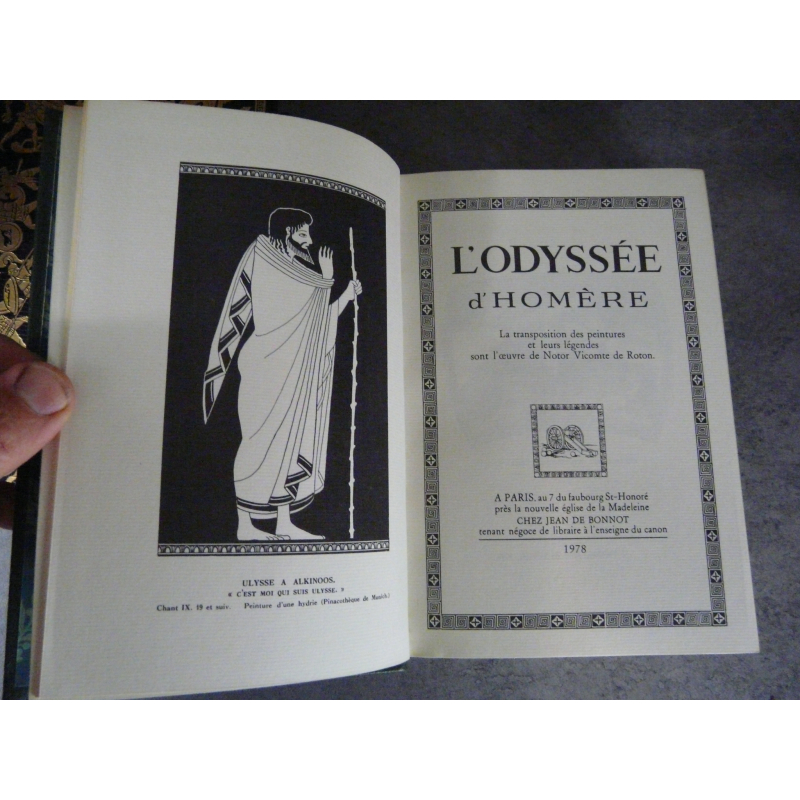 ULYSSE A ALKINOOS.
« C'EST MOI QUI SUIS ULYSSE. »
Chant IX. 19 et suiv. Peinture d'une hydrie (Pinacothèque de Munich.)
L'ODYSSÉE
d'HOMÈRE
La transposition des peintures
et leurs légendes
sont l'œuvre de Notor Vicomte de Roton.
A PARIS, au 7 du faubourg St-Honoré
près la nouvelle église de la Madeleine
CHEZ JEAN DE BONNOT
tenant négoce de libraire à l'enseigne du canon
1978